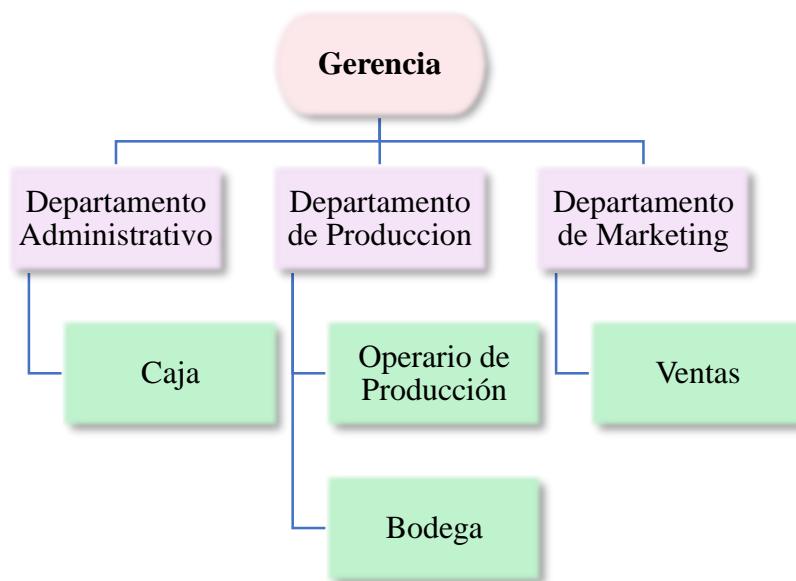 Gerencia
Departamento
Administrativo
Departamento
de Produccion
Departamento
de Marketing
Caja
Operario de
Producción
Ventas
Bodega